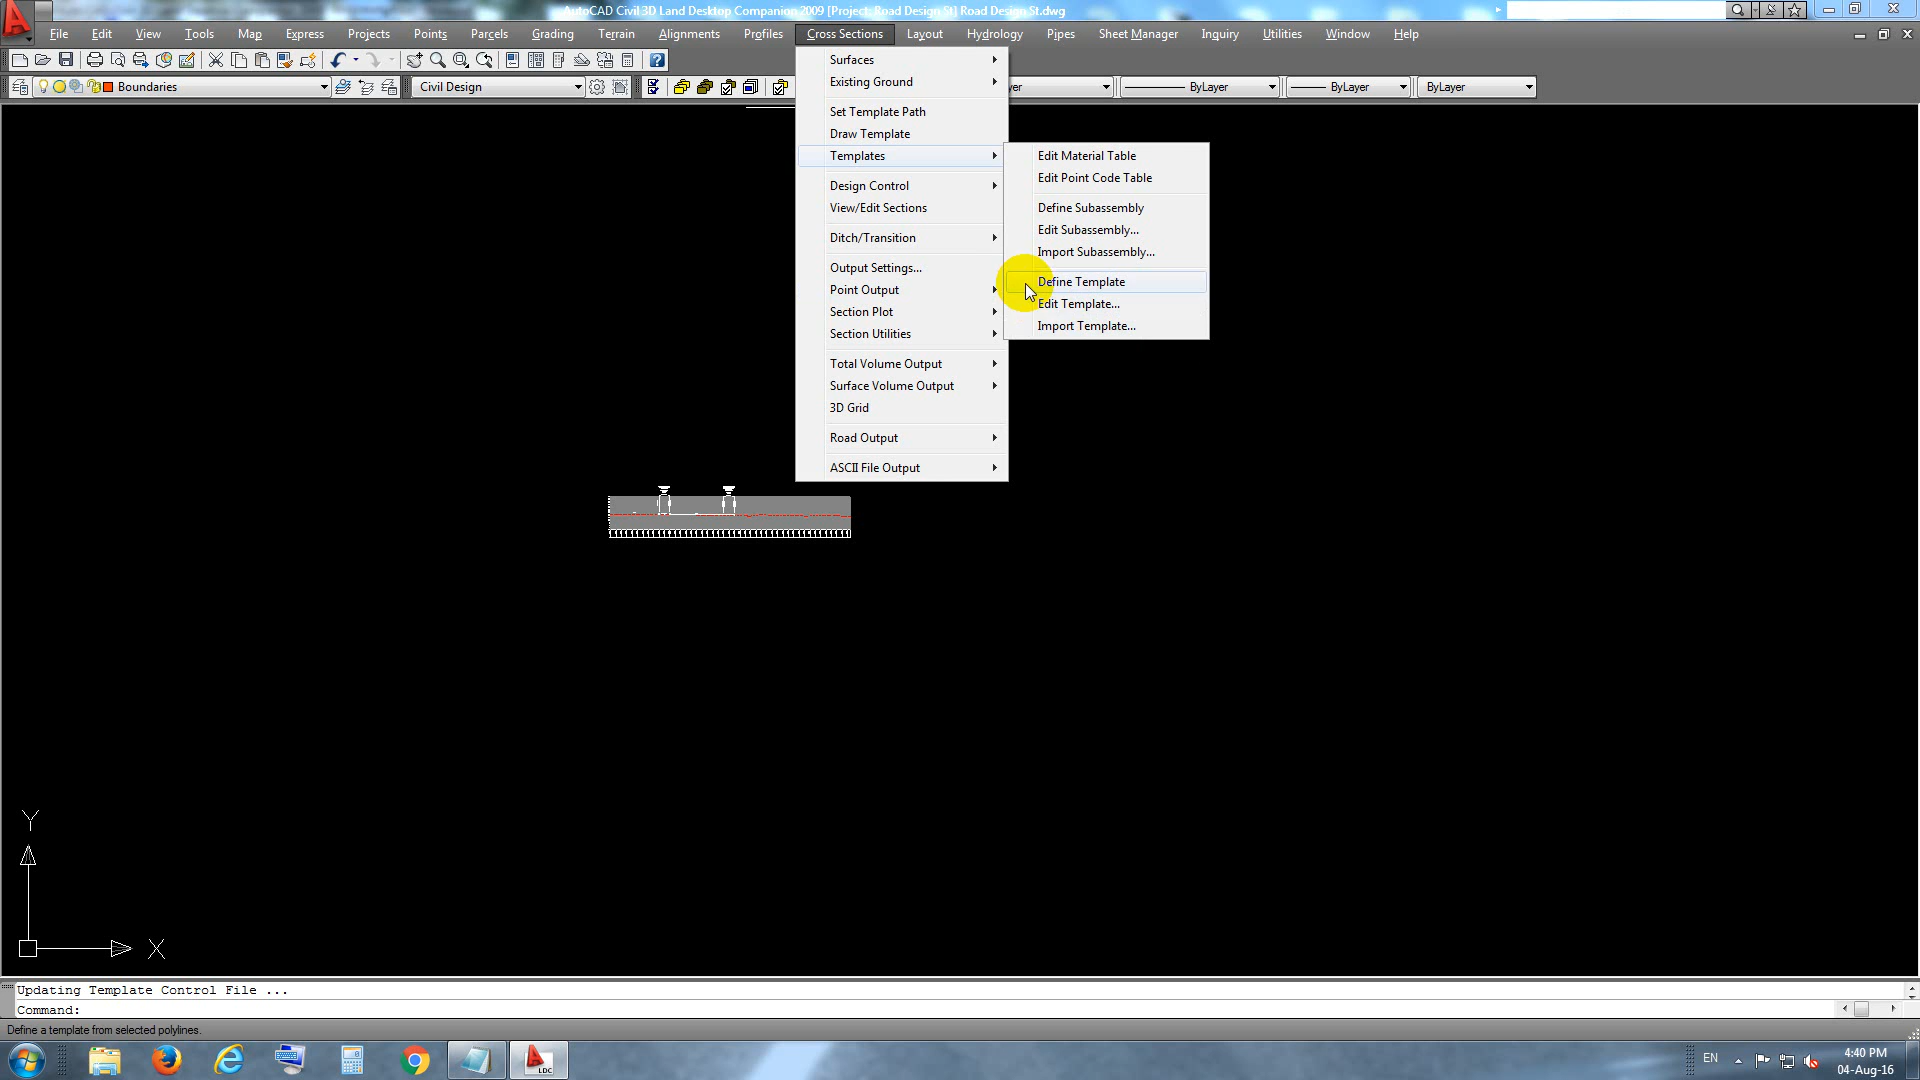 AutoCAD Civil 3D Land Desktop Companion 2009 [Project: Road Design St] Road Design St.dwg
File Edit View Tools Map Express Projects Points Parcels Grading Terrain Alignments Profiles Cross Sections Layout Hydrology Pipes Sheet Manager Inquiry Utilities Window Help
Boundaries Civil Design yer ByLayer ByLayer ByLayer
Surfaces
Existing Ground
Set Template Path
Draw Template
Templates
Design Control
View/Edit Sections
Ditch/Transition
Output Settings...
Point Output
Section Plot
Section Utilities
Total Volume Output
Surface Volume Output
3D Grid
Road Output
ASCII File Output
Edit Material Table
Edit Point Code Table
Define Subassembly
Edit Subassembly...
Import Subassembly...
Define Template
Edit Template...
Import Template...
Y
X
Updating Template Control File ...
Command:
Define a template from selected polylines.
LDC
EN
4:40 PM
04-Aug-16